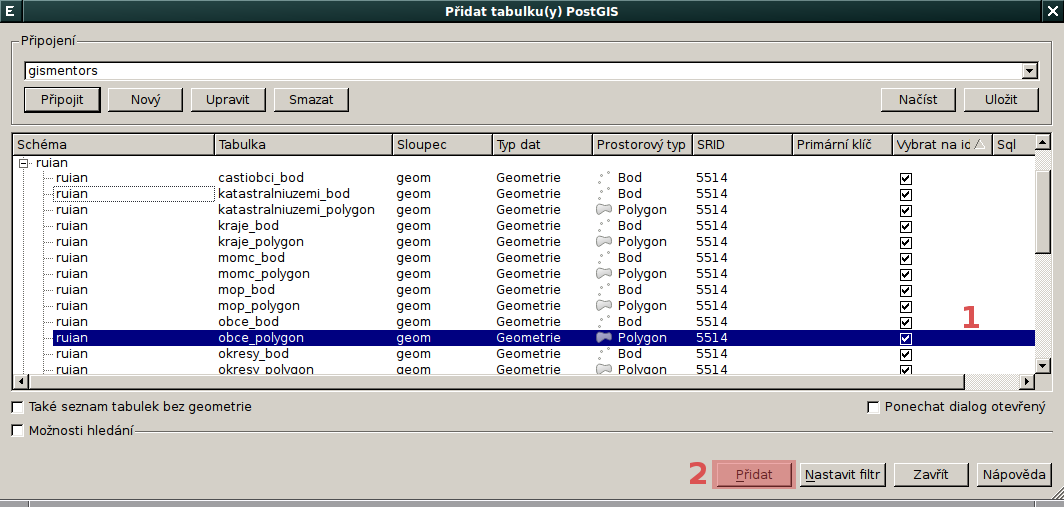 E Přidat tabulku(y) PostGIS
Připojení
gismentors
Připojit Nový Upravit Smazat Načíst Uložit
Schéma Tabulka Sloupec Typ dat Prostorový typ SRID Primární klíč Vybrat na ic Sql
ruian
ruian castiobci_bod geom Geometrie Bod 5514
ruian katastralniuzemi_bod geom Geometrie Bod 5514
ruian katastralniuzemi_polygon geom Geometrie Polygon 5514
ruian kraje_bod geom Geometrie Bod 5514
ruian kraje_polygon geom Geometrie Polygon 5514
ruian momc_bod geom Geometrie Bod 5514
ruian momc_polygon geom Geometrie Polygon 5514
ruian mop_bod geom Geometrie Bod 5514
ruian mop_polygon geom Geometrie Polygon 5514
ruian obce_bod geom Geometrie Bod 5514 1
ruian obce_polygon geom Geometrie Polygon 5514
ruian okresy_bod geom Geometrie Bod 5514
ruian okresy_polygon geom Geometrie Polygon 5514
Také seznam tabulek bez geometrie Ponechat dialog otevřený
Možnosti hledání
2 Přidat Nastavit filtr Zavřít Nápověda